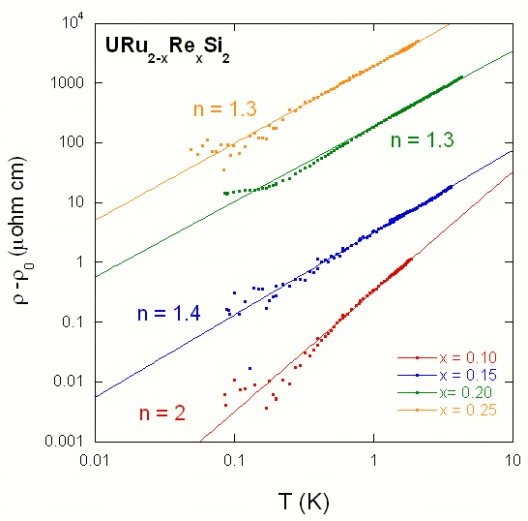 URu₂₋ₓReₓSi₂
10⁴
1000
100
10
1
0.1
0.01
0.001
ρ -ρ₀ (μohm cm)
n = 1.3
n = 1.3
n = 1.4
n = 2
x = 0.10
x = 0.15
x= 0.20
x = 0.25
0.01
0.1
1
10
T (K)